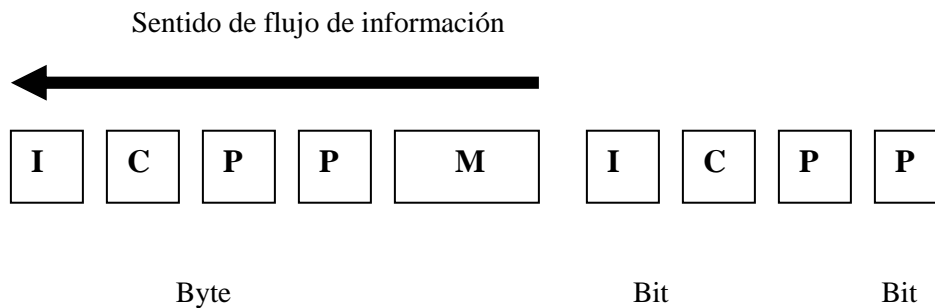 Sentido de flujo de información
I C P P M I C P P
Byte Bit Bit